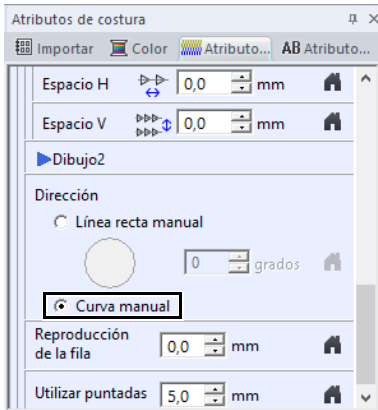 Atributos de costura
Importar Color Atributo... AB Atributo...
Espacio H 0,0 mm
Espacio V 0,0 mm
Dibujo2
Dirección
Línea recta manual
0 grados
Curva manual
Reproducción
de la fila 0,0 mm
Utilizar puntadas 5,0 mm